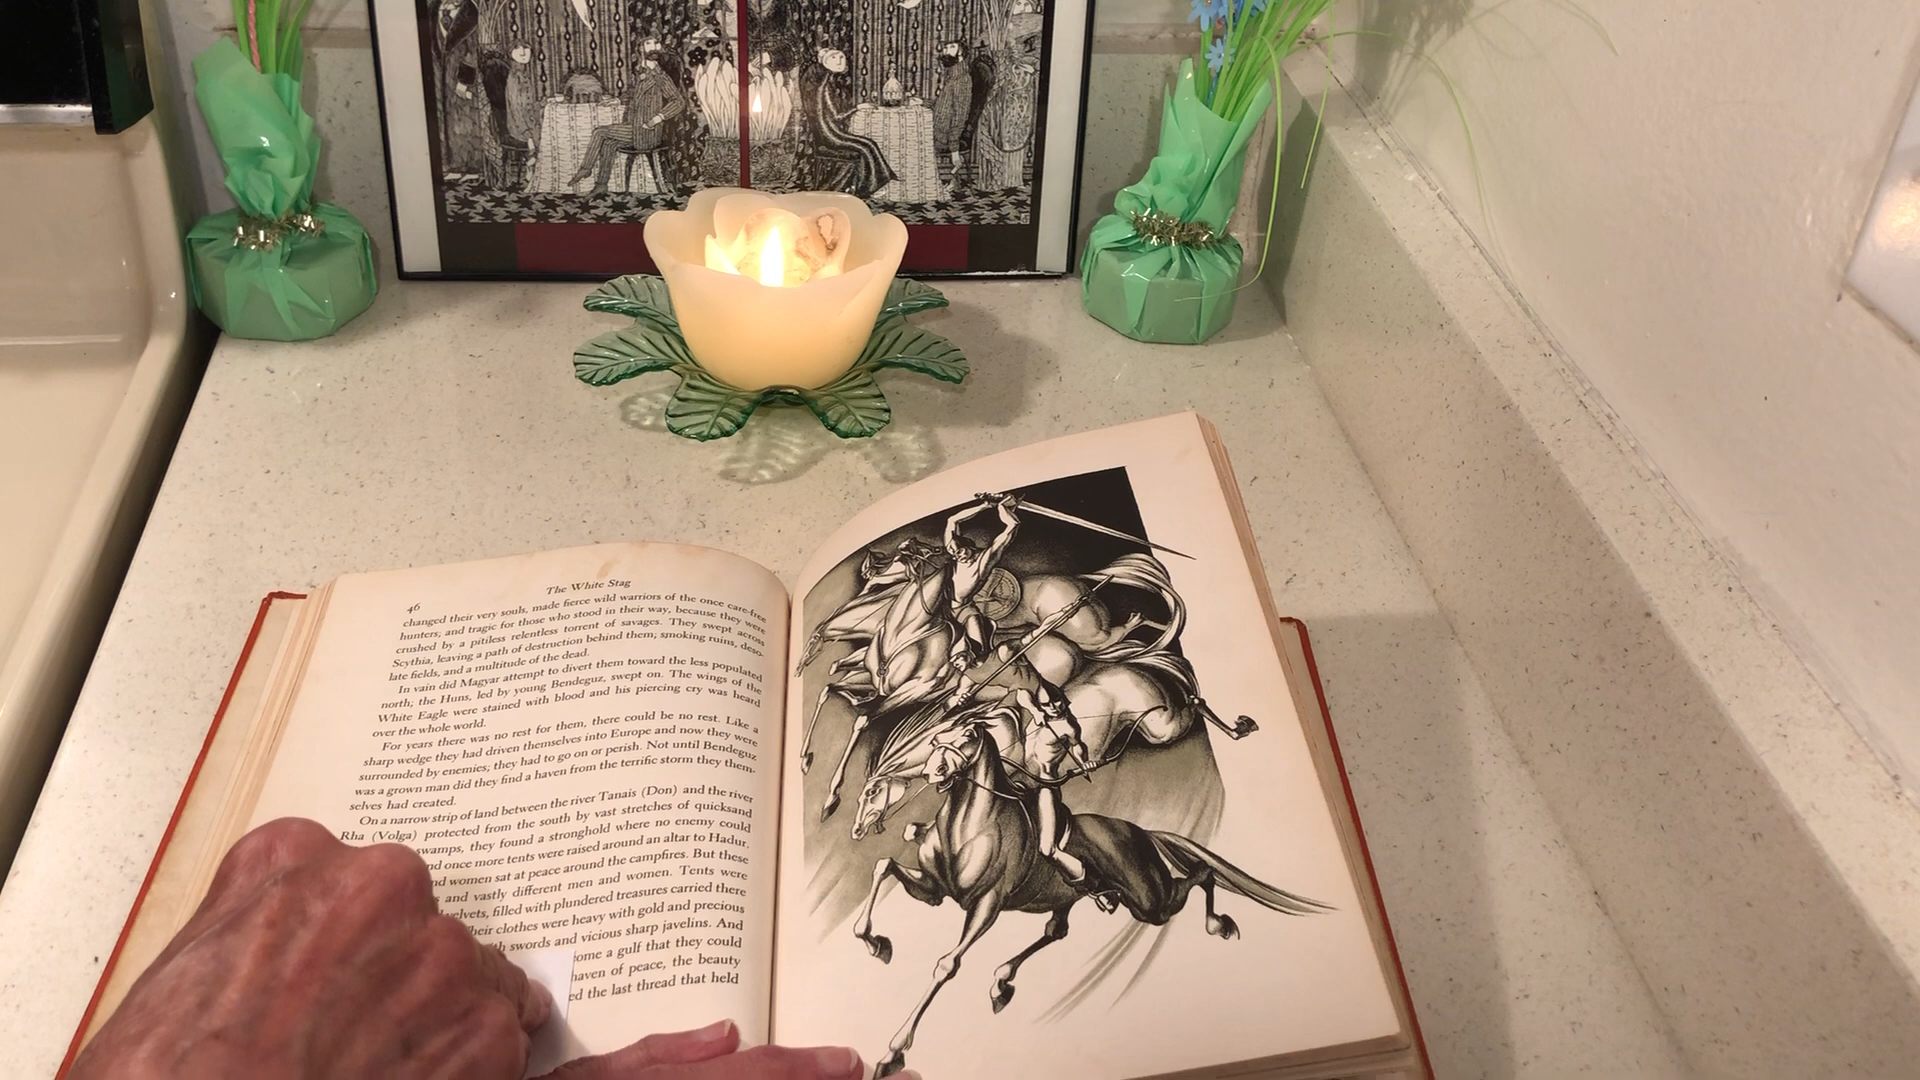 The White Stag
46
changed their very souls, made fierce wild warriors of the once care-free
hunters; and tragic for those who stood in their way, because they were
crushed by a pitiless relentless torrent of savages. They swept across
Scythia, leaving a path of destruction behind them; smoking ruins, deso-
late fields, and a multitude of the dead.
In vain did Magyar attempt to divert them toward the less populated
north; the Huns, led by young Bendeguz, swept on. The wings of the
White Eagle were stained with blood and his piercing cry was heard
over the whole world.
For years there was no rest for them, there could be no rest. Like a
sharp wedge they had driven themselves into Europe and now they were
surrounded by enemies; they had to go on or perish. Not until Bendeguz
was a grown man did they find a haven from the terrific storm they them-
selves had created.
On a narrow strip of land between the river Tanais (Don) and the river
Rha (Volga) protected from the south by vast stretches of quicksand
swamps, they found a stronghold where no enemy could
once more tents were raised around an altar to Hadur.
women sat at peace around the campfires. But these
and vastly different men and women. Tents were
velvets, filled with plundered treasures carried there
heir clothes were heavy with gold and precious
swords and vicious sharp javelins. And
ome a gulf that they could
haven of peace, the beauty
ed the last thread that held